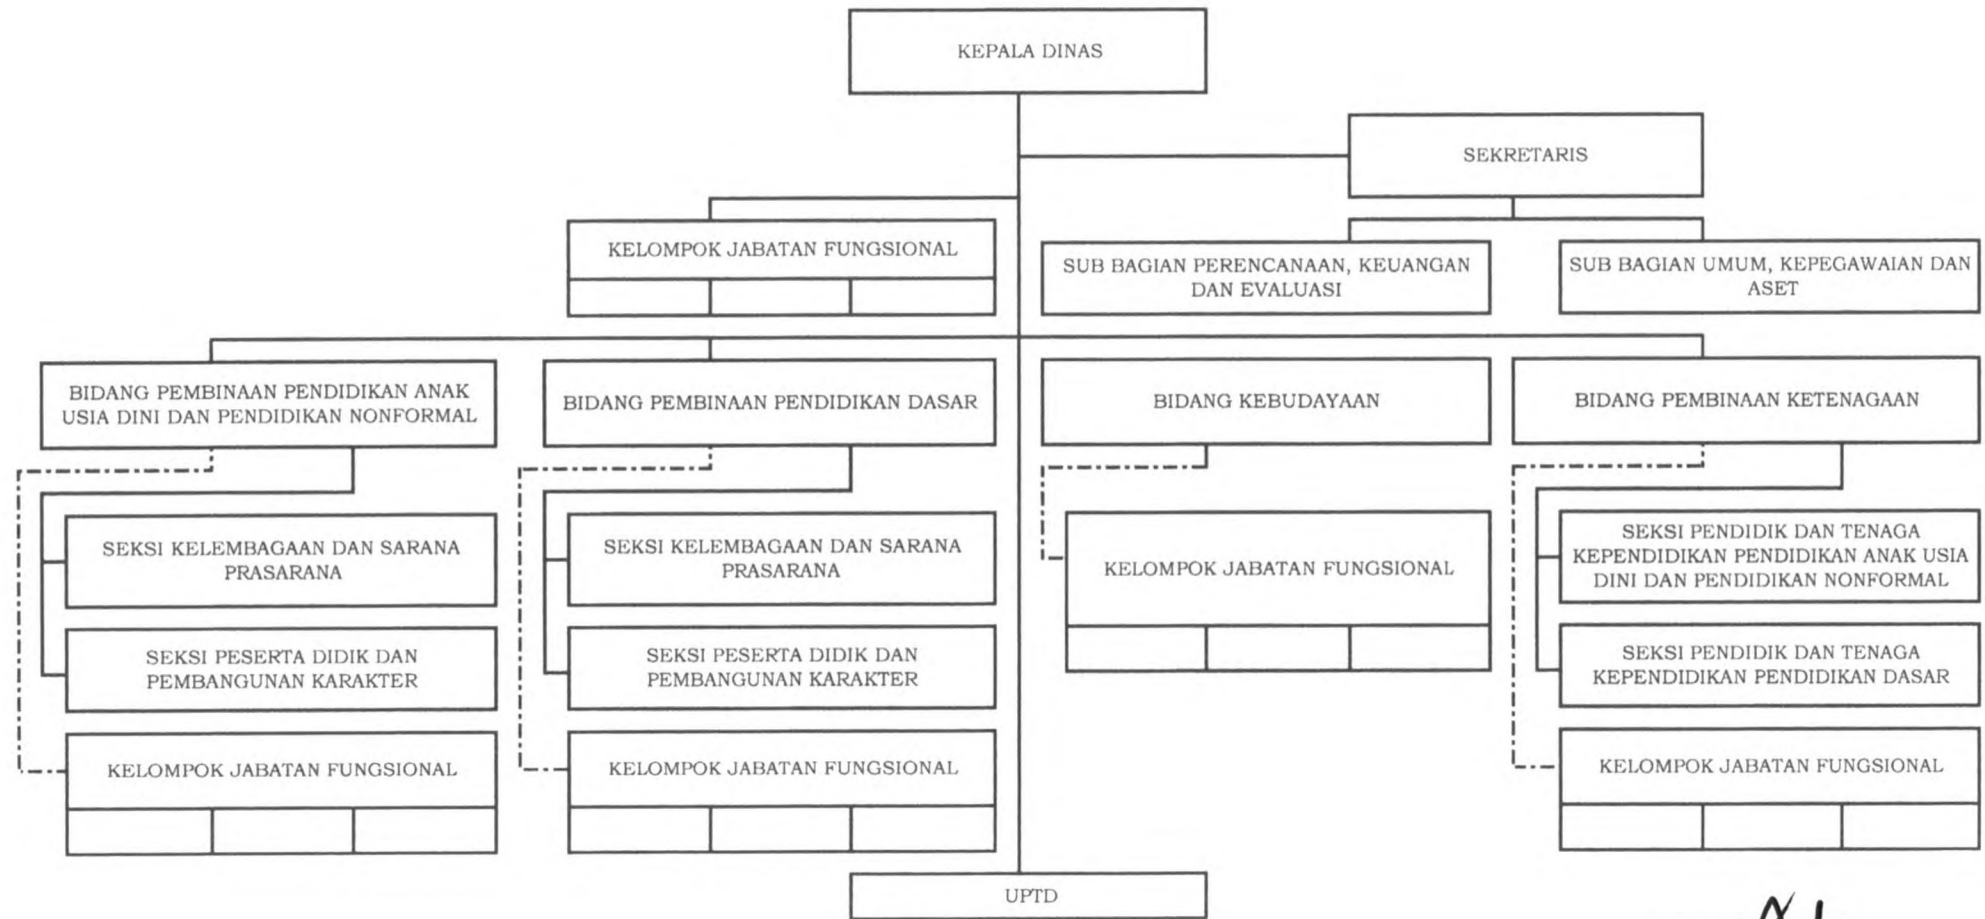 KEPALA DINAS
SEKRETARIS
KELOMPOK JABATAN FUNGSIONAL
SUB BAGIAN PERENCANAAN, KEUANGAN
DAN EVALUASI
SUB BAGIAN UMUM, KEPEGAWAIAN DAN
ASET
BIDANG PEMBINAAN PENDIDIKAN ANAK
USIA DINI DAN PENDIDIKAN NONFORMAL
BIDANG PEMBINAAN PENDIDIKAN DASAR
BIDANG KEBUDAYAAN
BIDANG PEMBINAAN KETENAGAAN
SEKSI KELEMBAGAAN DAN SARANA
PRASARANA
SEKSI PESERTA DIDIK DAN
PEMBANGUNAN KARAKTER
KELOMPOK JABATAN FUNGSIONAL
SEKSI KELEMBAGAAN DAN SARANA
PRASARANA
SEKSI PESERTA DIDIK DAN
PEMBANGUNAN KARAKTER
KELOMPOK JABATAN FUNGSIONAL
KELOMPOK JABATAN FUNGSIONAL
SEKSI PENDIDIK DAN TENAGA
KEPENDIDIKAN PENDIDIKAN ANAK USIA
DINI DAN PENDIDIKAN NONFORMAL
SEKSI PENDIDIK DAN TENAGA
KEPENDIDIKAN PENDIDIKAN DASAR
KELOMPOK JABATAN FUNGSIONAL
UPTD